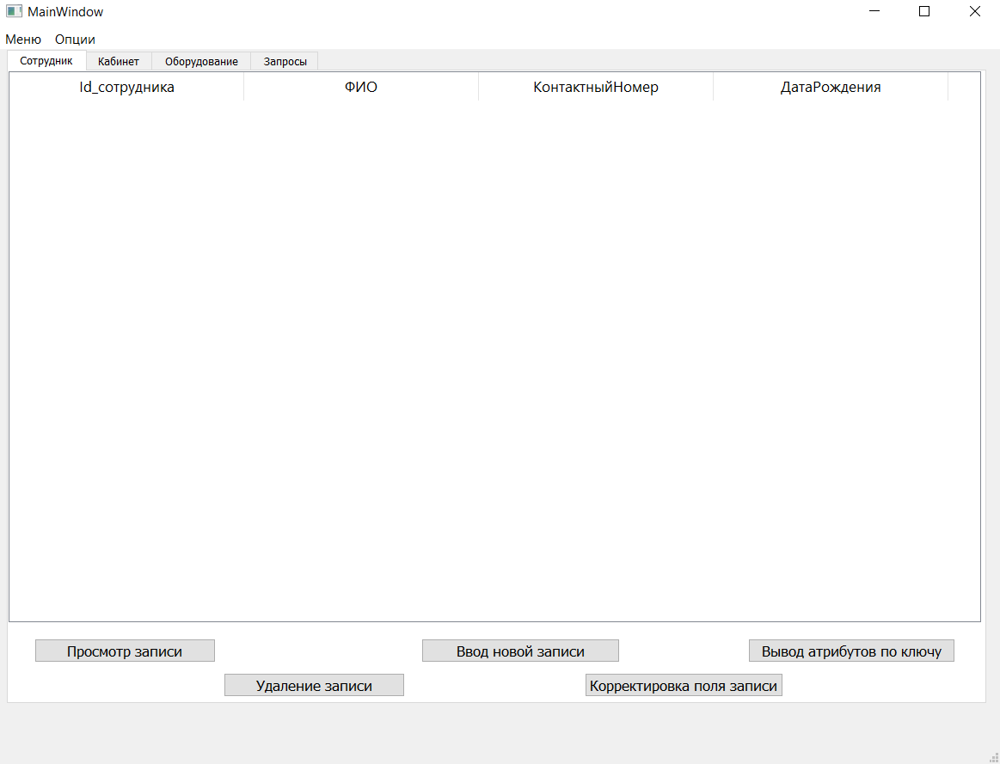 MainWindow
Меню Опции
Сотрудник Кабинет Оборудование Запросы
Id_сотрудника ФИО КонтактныйНомер ДатаРождения
Просмотр записи Ввод новой записи Вывод атрибутов по ключу
Удаление записи Корректировка поля записи